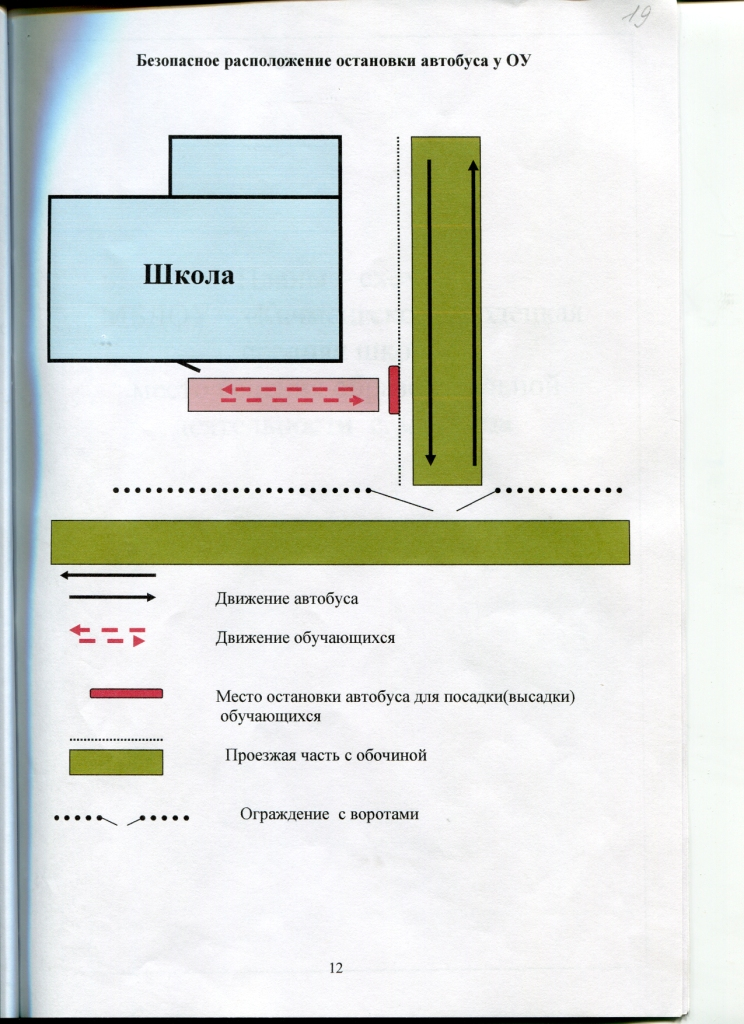 19
Безопасное расположение остановки автобуса у ОУ
Школа
Движение автобуса
Движение обучающихся
Место остановки автобуса для посадки(высадки)
обучающихся
Проезжая часть с обочиной
Ограждение с воротами
12